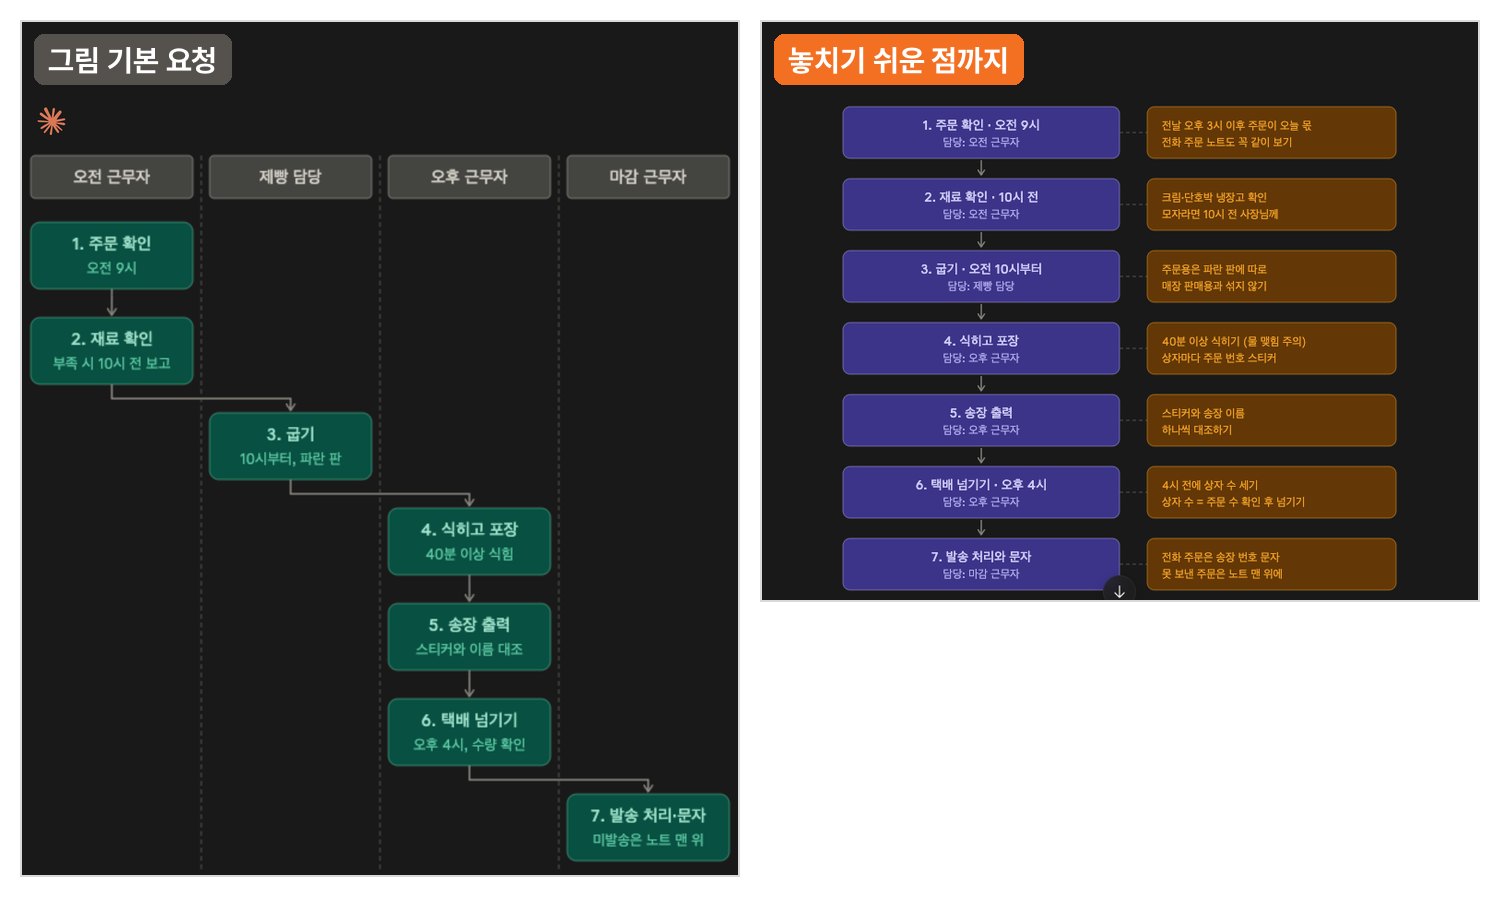 그림 기본 요청
오전 근무자
제빵 담당
오후 근무자
마감 근무자
1. 주문 확인
오전 9시
2. 재료 확인
부족 시 10시 전 보고
3. 굽기
10시부터, 파란 판
4. 식히고 포장
40분 이상 식힘
5. 송장 출력
스티커와 이름 대조
6. 택배 넘기기
오후 4시, 수량 확인
7. 발송 처리·문자
미발송은 노트 맨 위
놓치기 쉬운 점까지
1. 주문 확인 · 오전 9시
담당: 오전 근무자
전날 오후 3시 이후 주문이 오늘 몫
전화 주문 노트도 꼭 같이 보기
2. 재료 확인 · 10시 전
담당: 오전 근무자
크림·단호박 냉장고 확인
모자라면 10시 전 사장님께
3. 굽기 · 오전 10시부터
담당: 제빵 담당
주문용은 파란 판에 따로
매장 판매용과 섞지 않기
4. 식히고 포장
담당: 오후 근무자
40분 이상 식히기 (물 맺힘 주의)
상자마다 주문 번호 스티커
5. 송장 출력
담당: 오후 근무자
스티커와 송장 이름
하나씩 대조하기
6. 택배 넘기기 · 오후 4시
담당: 오후 근무자
4시 전에 상자 수 세기
상자 수 = 주문 수 확인 후 넘기기
7. 발송 처리와 문자
담당: 마감 근무자
전화 주문은 송장 번호 문자
못 보낸 주문은 노트 맨 위에